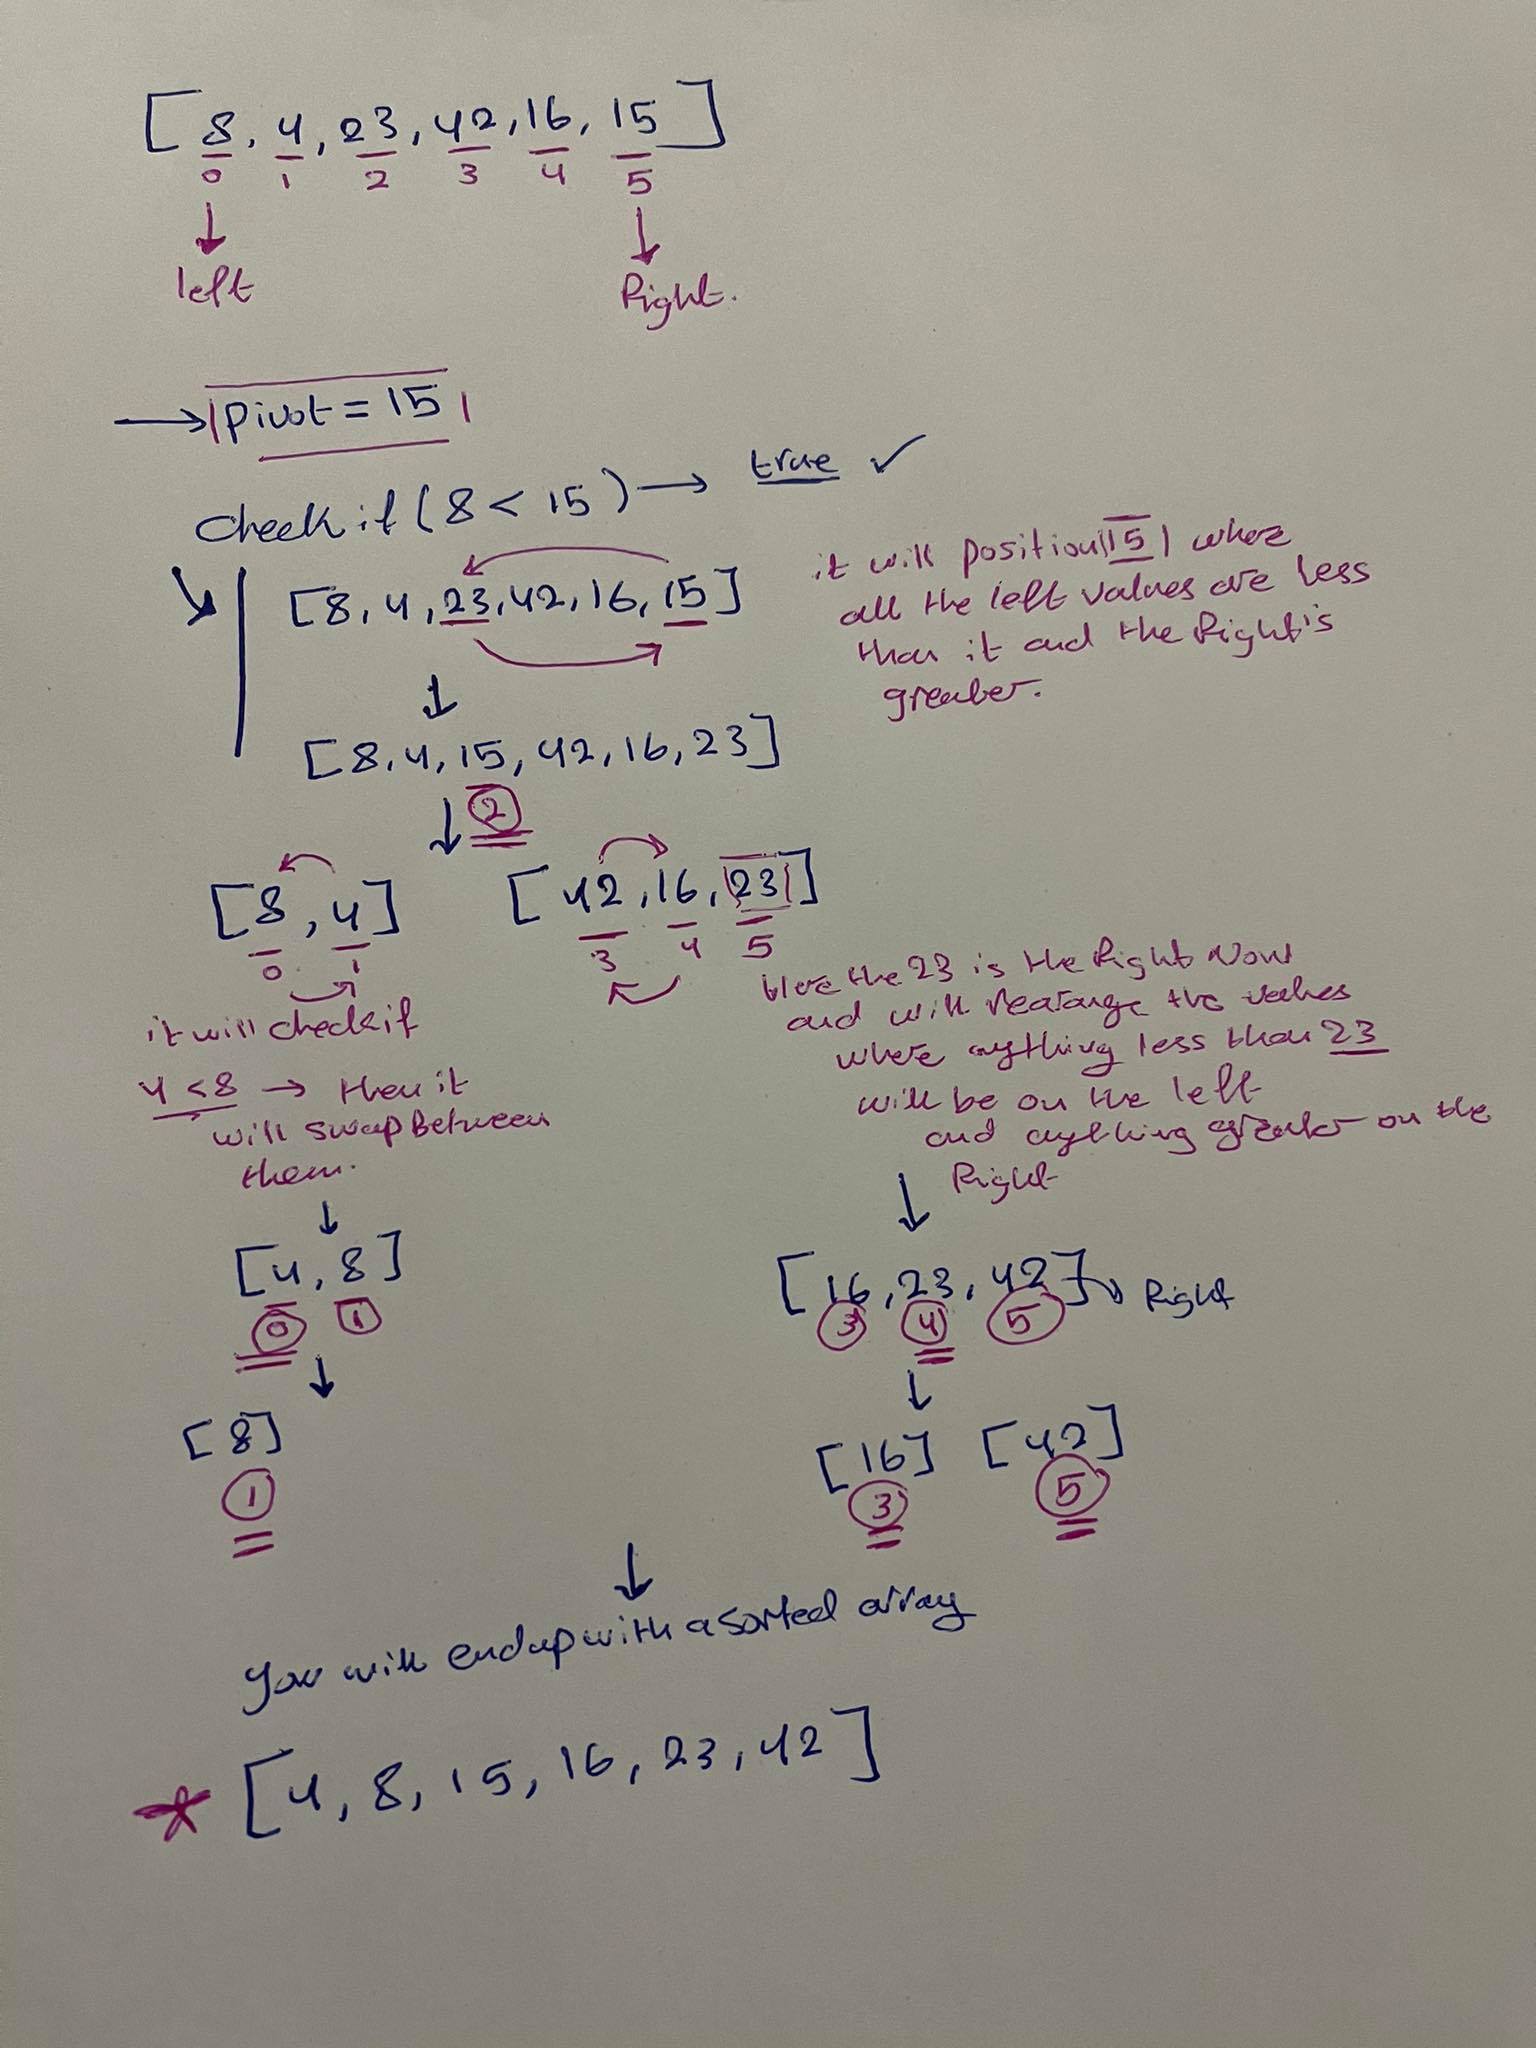 [8, 4, 23, 42, 16, 15]
0 1 2 3 4 5
left Right.
→ |Pivot = 15|
check if (8 < 15) → true ✓
[8, 4, 23, 42, 16, 15]
it will position |15| where
all the left values are less
than it and the Right's
greater.
[8, 4, 15, 42, 16, 23]
2
[8, 4] [42, 16, |23|]
0 1 3 4 5
it will check if
4 < 8 → then it
will swap Between
them.
the 23 is the Right Now
and will rearange the values
where anything less than 23
will be on the left
and anything greater on the
Right
[4, 8]
0 1
[16, 23, 42] → Right
3 4 5
[8]
1
[16] [42]
3 5
you will end up with a sorted array
* [4, 8, 15, 16, 23, 42]